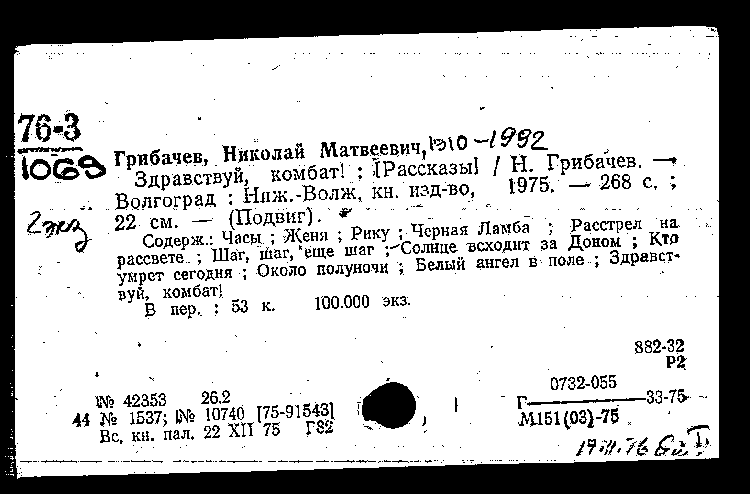 76-3
1069
Грибачев, Николай Матвеевич, 1910-1992
Здравствуй, комбат! ; [Рассказы] / Н. Грибачев. —
Волгоград : Ниж.-Волж. кн. изд-во, 1975. — 268 с. ;
2 экз
22 см. — (Подвиг).
Содерж.: Часы ; Женя ; Рику ; Черная Ламба ; Расстрел на
рассвете ; Шаг, шаг, еще шаг ; Солнце всходит за Доном ; Кто
умрет сегодня ; Около полуночи ; Белый ангел в поле ; Здравст-
вуй, комбат!
В пер. : 53 к. 100.000 экз.
882-32
Р2
№ 42353 26.2
44 № 1537; № 10740 [75-91543]
Вс. кн. пал. 22 XII 75 Г82
0732-055
Г 33-75
М151(03)-75